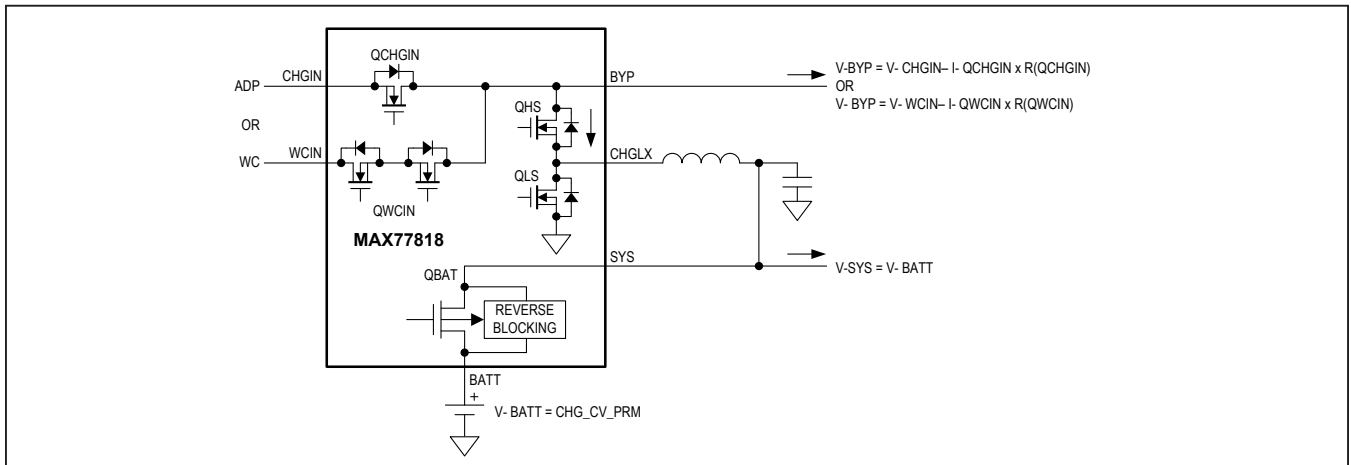 QCHGIN
CHGIN
ADP
BYP
V-BYP = V- CHGIN– I- QCHGIN x R(QCHGIN)
OR
V- BYP = V- WCIN– I- QWCIN x R(QWCIN)
OR
QHS
WCIN
WC
CHGLX
QLS
QWCIN
MAX77818
SYS
V-SYS = V- BATT
QBAT
REVERSE
BLOCKING
BATT
+
V- BATT = CHG_CV_PRM